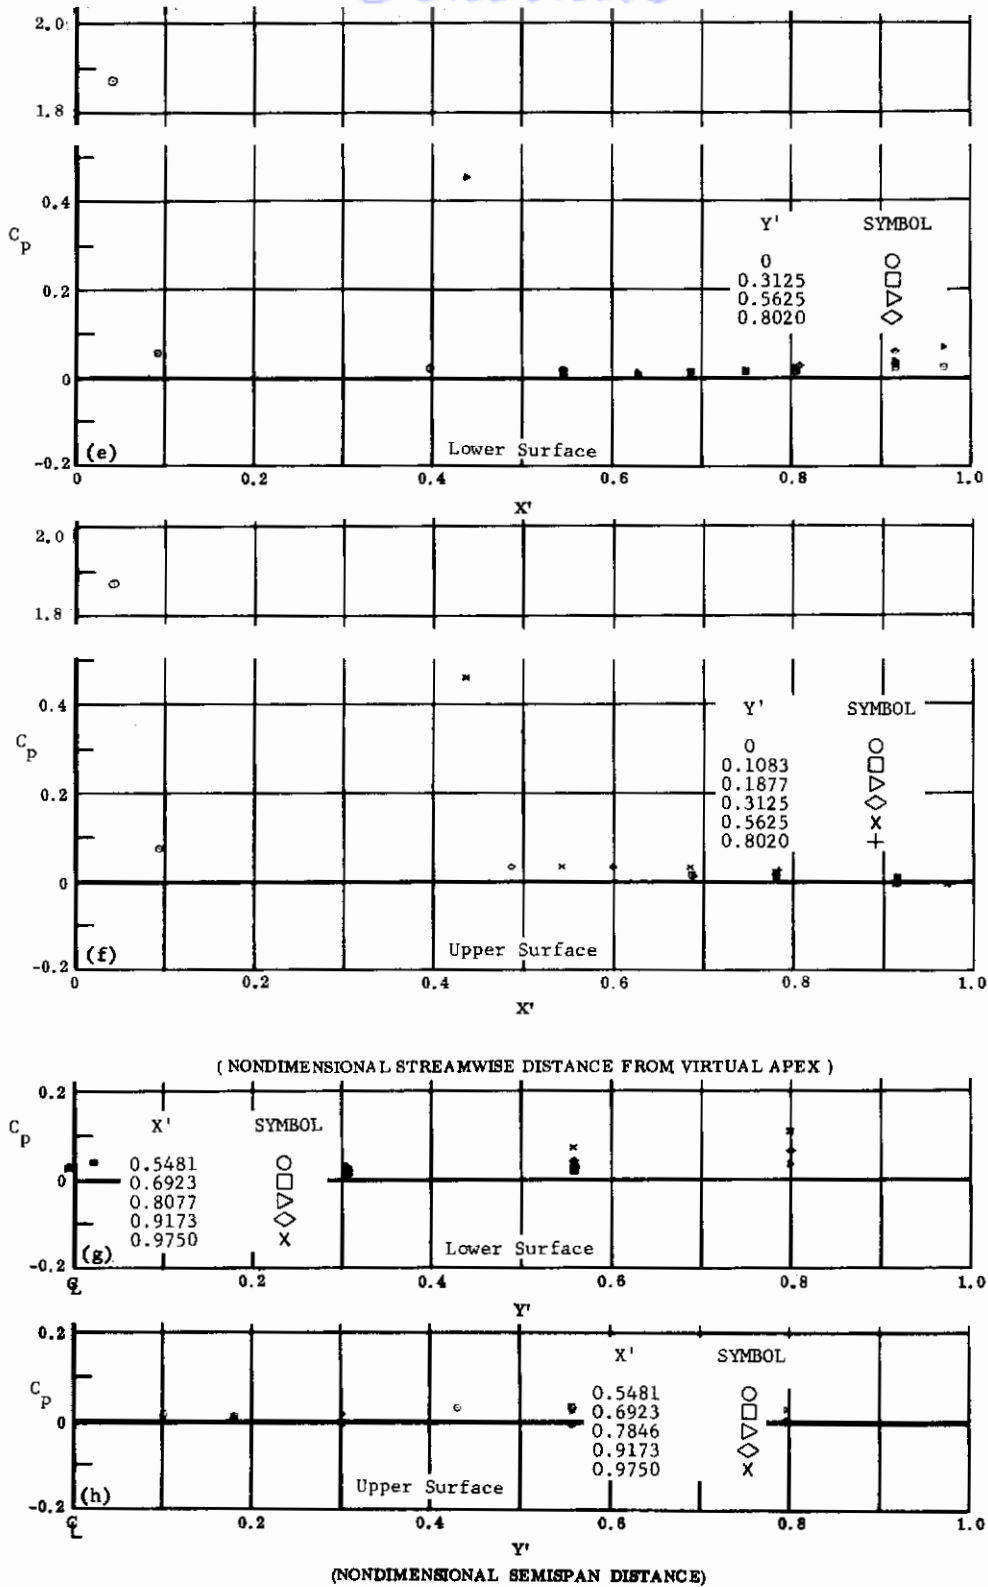 2.0
1.8
0.4
Cp
0.2
0
-0.2
Y' SYMBOL
0 ○
0.3125 □
0.5625 ▷
0.8020 ◇
(e)
Lower Surface
0 0.2 0.4 0.6 0.8 1.0
X'
2.0
1.8
0.4
Cp
0.2
0
-0.2
Y' SYMBOL
0 ○
0.1083 □
0.1877 ▷
0.3125 ◇
0.5625 X
0.8020 +
(f)
Upper Surface
0 0.2 0.4 0.6 0.8 1.0
X'
( NONDIMENSIONAL STREAMWISE DISTANCE FROM VIRTUAL APEX )
0.2
Cp
0
-0.2
X' SYMBOL
0.5481 ○
0.6923 □
0.8077 ▷
0.9173 ◇
0.9750 X
(g)
Lower Surface
℄ 0.2 0.4 0.6 0.8 1.0
Y'
0.2
Cp
0
-0.2
X' SYMBOL
0.5481 ○
0.6923 □
0.7846 ▷
0.9173 ◇
0.9750 X
(h)
Upper Surface
℄ 0.2 0.4 0.6 0.8 1.0
Y'
(NONDIMENSIONAL SEMISPAN DISTANCE)